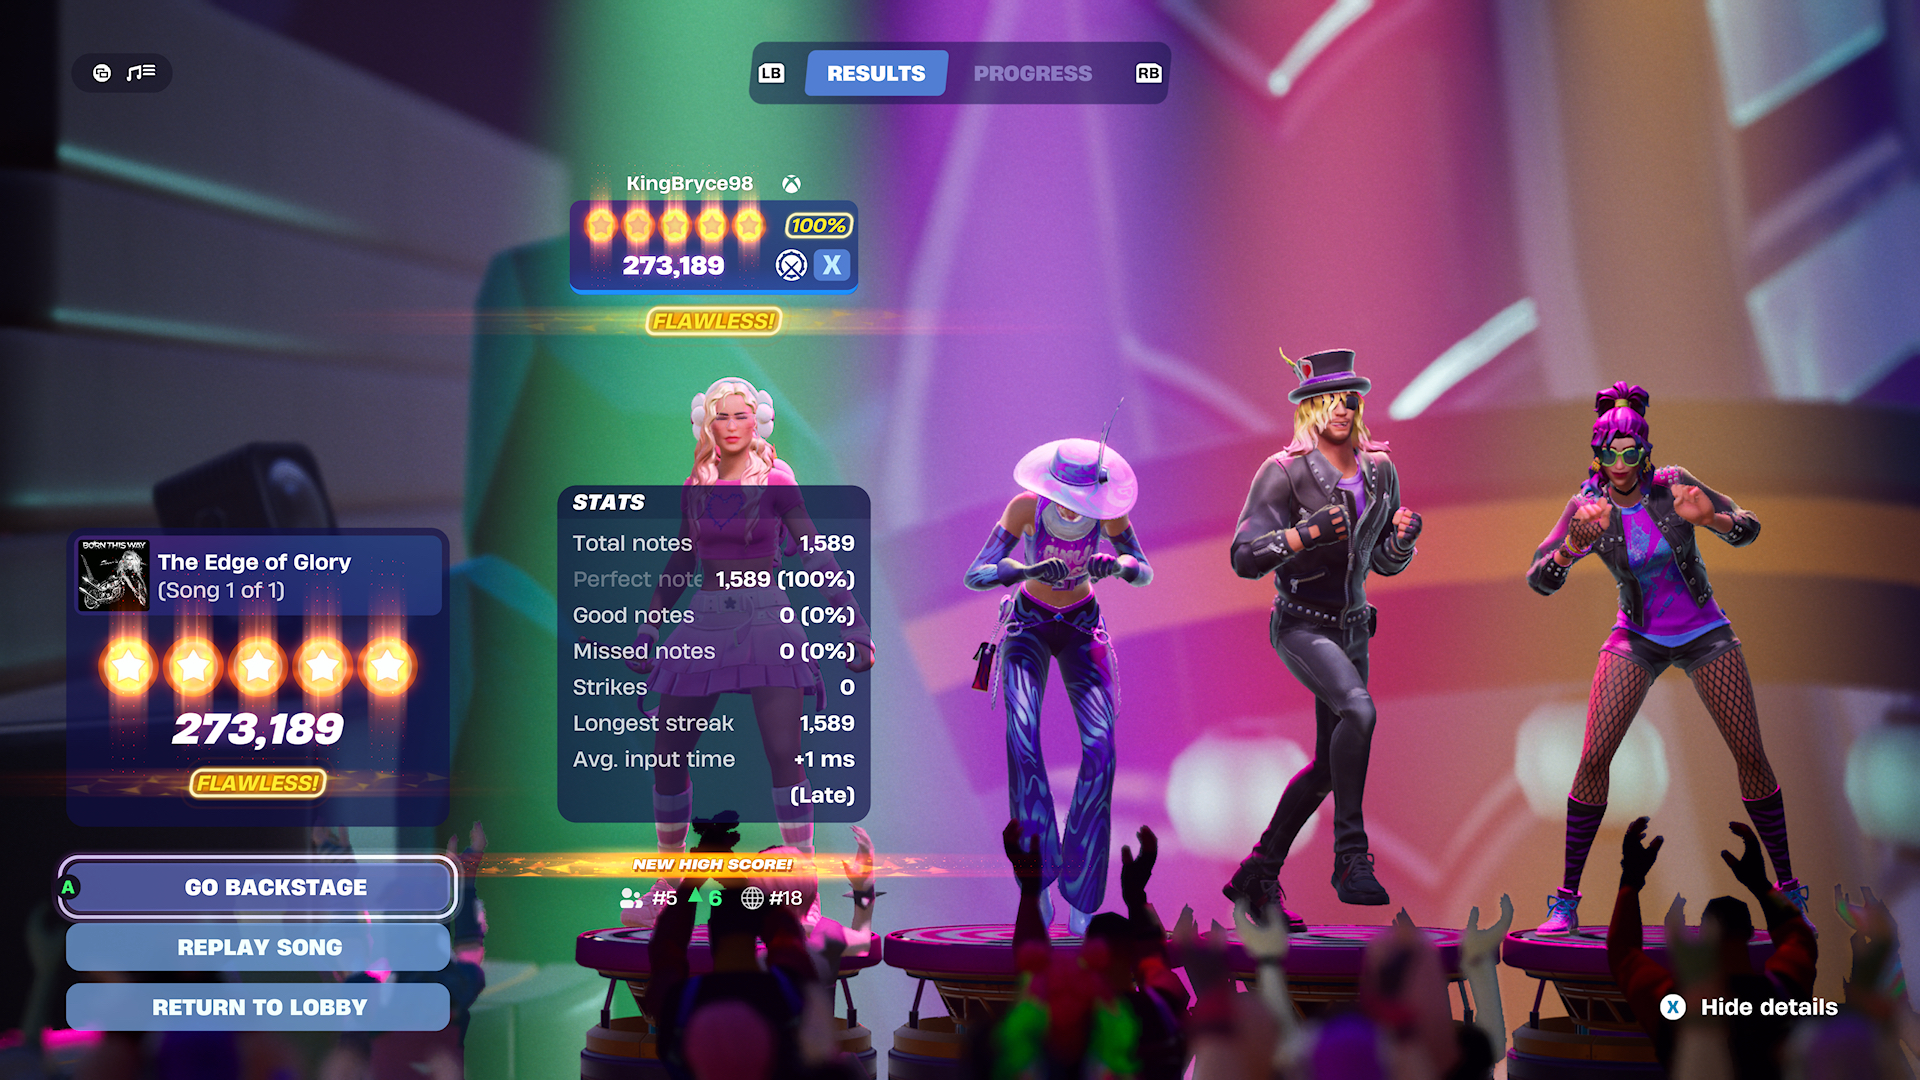 LB
RESULTS
PROGRESS
RB
KingBryce98
100%
273,189
X
FLAWLESS!
STATS
Total notes 1,589
Perfect note 1,589 (100%)
Good notes 0 (0%)
Missed notes 0 (0%)
Strikes 0
Longest streak 1,589
Avg. input time +1 ms
(Late)
NEW HIGH SCORE!
#5 6 #18
BORN THIS WAY
The Edge of Glory
(Song 1 of 1)
273,189
FLAWLESS!
A GO BACKSTAGE
REPLAY SONG
RETURN TO LOBBY
X Hide details